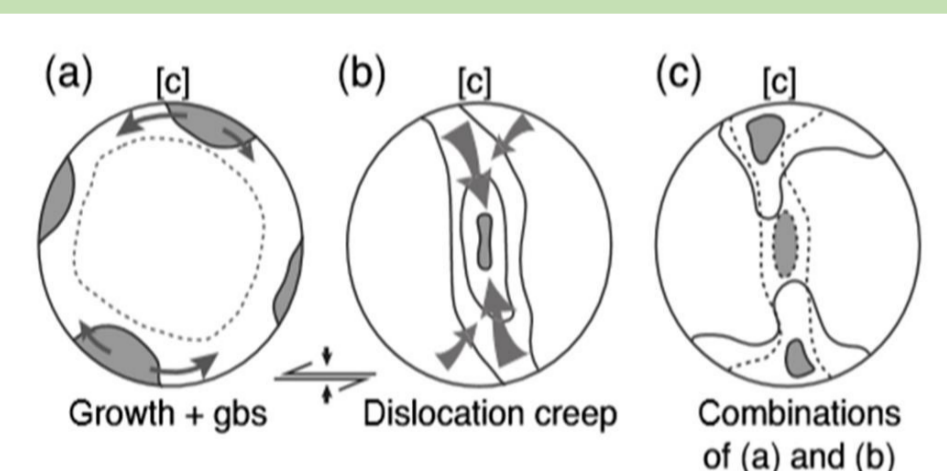 (a) [c] (b) [c] (c) [c]
Growth + gbs
Dislocation creep
Combinations
of (a) and (b)